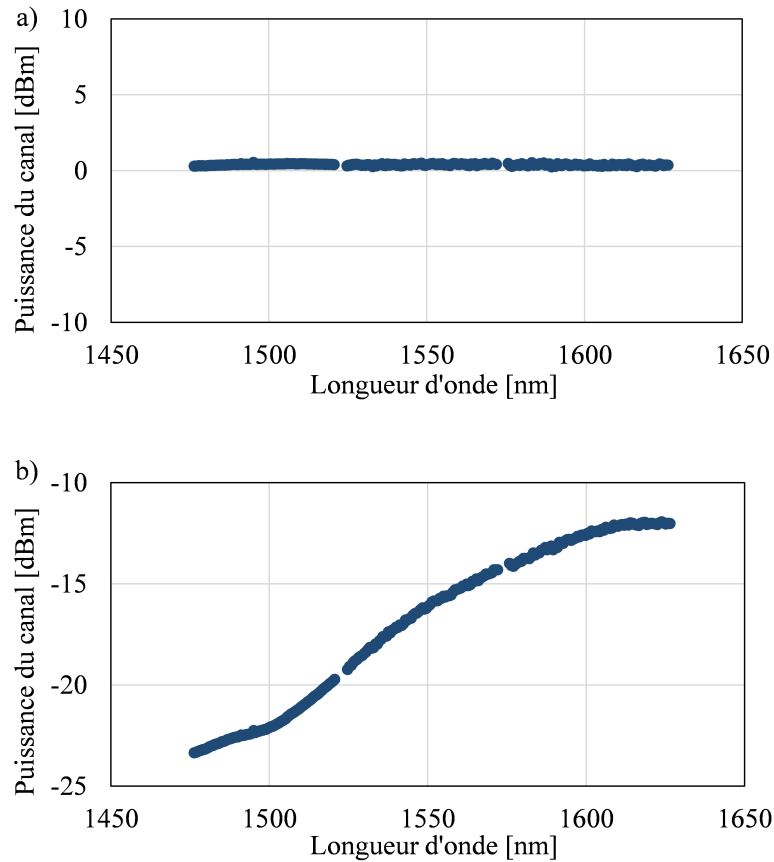 a)
Puissance du canal [dBm]
10
5
0
-5
-10
1450 1500 1550 1600 1650
Longueur d'onde [nm]
b)
Puissance du canal [dBm]
-10
-15
-20
-25
1450 1500 1550 1600 1650
Longueur d'onde [nm]